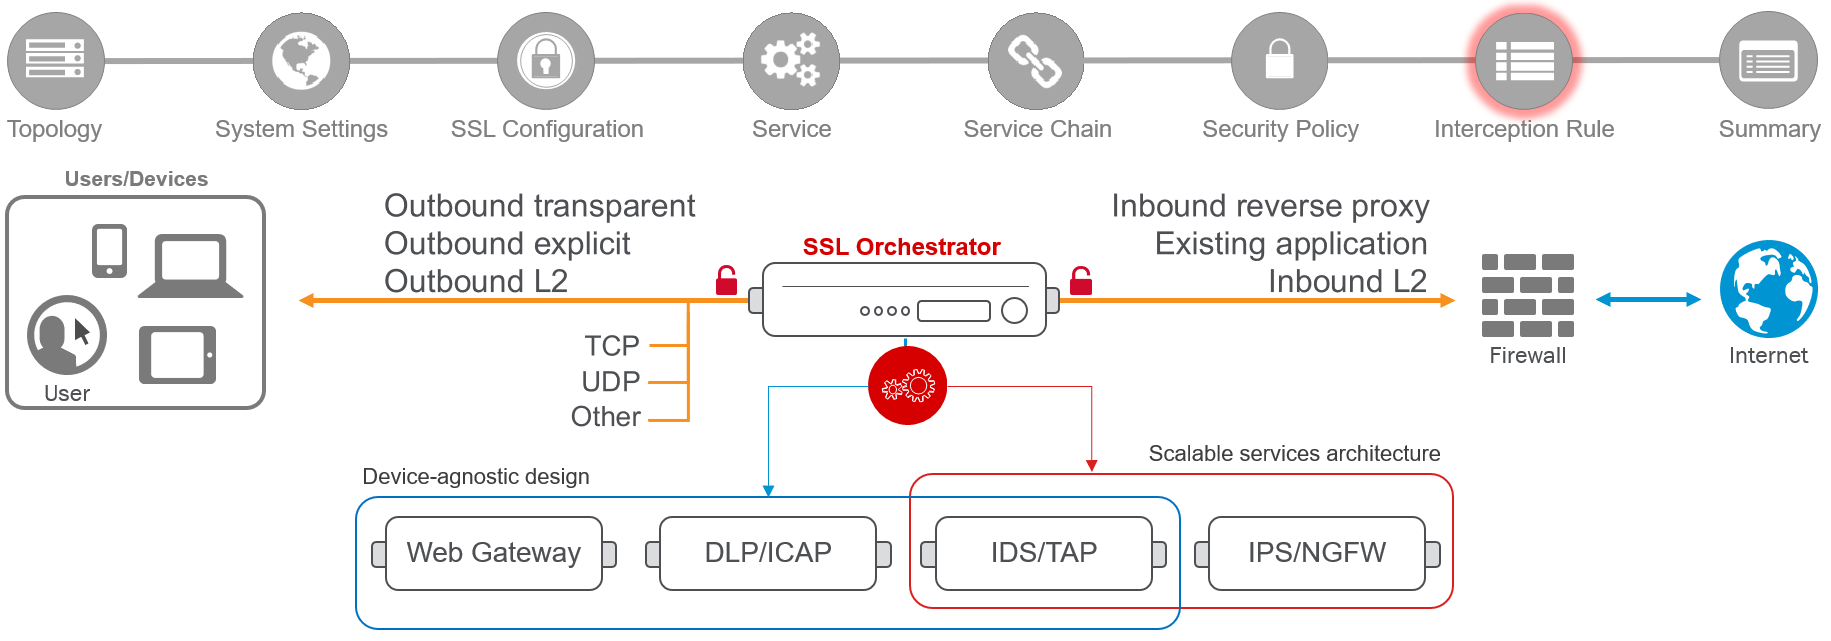 Topology
System Settings
SSL Configuration
Service
Service Chain
Security Policy
Interception Rule
Summary
Users/Devices
User
Outbound transparent
Outbound explicit
Outbound L2
TCP
UDP
Other
SSL Orchestrator
Inbound reverse proxy
Existing application
Inbound L2
Firewall
Internet
Device-agnostic design
Scalable services architecture
Web Gateway
DLP/ICAP
IDS/TAP
IPS/NGFW